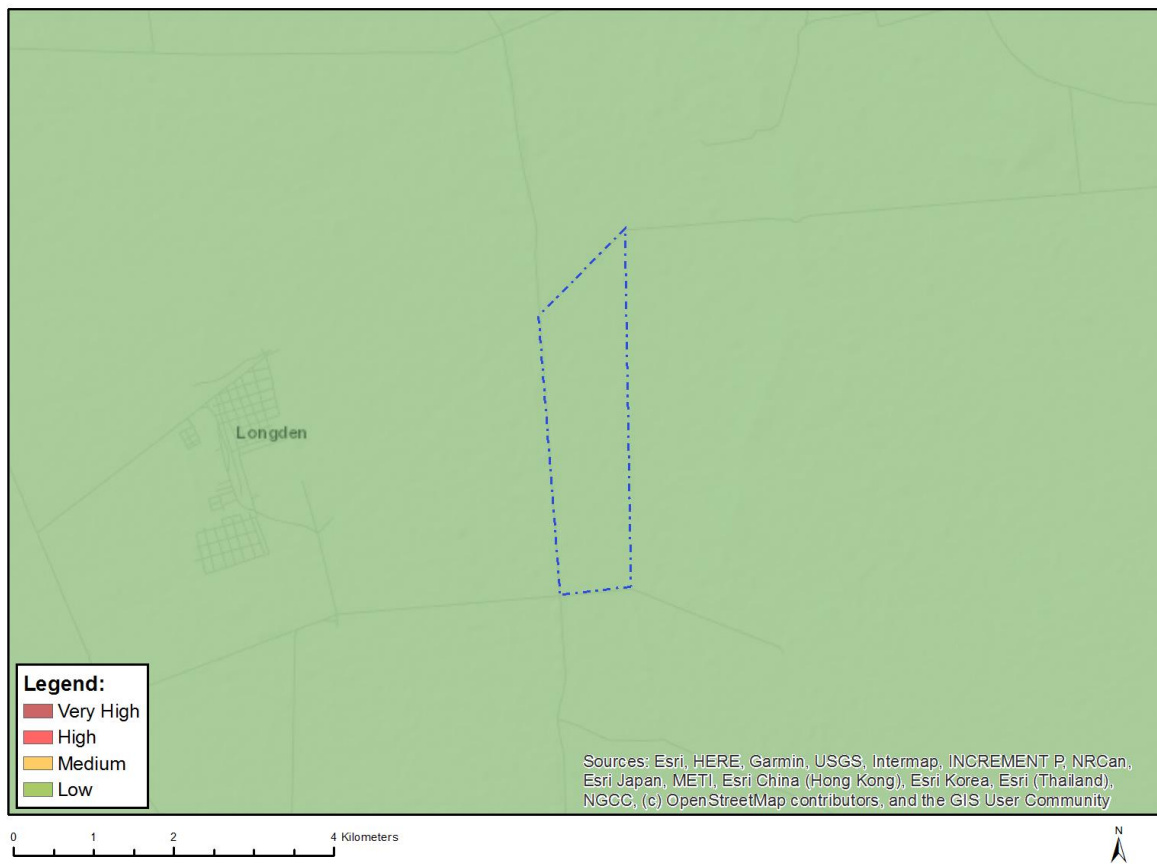 Longden
Legend:
Very High
High
Medium
Low
Sources: Esri, HERE, Garmin, USGS, Intermap, INCREMENT P, NRCan,
Esri Japan, METI, Esri China (Hong Kong), Esri Korea, Esri (Thailand),
NGCC, (c) OpenStreetMap contributors, and the GIS User Community
0 1 2 4 Kilometers
N